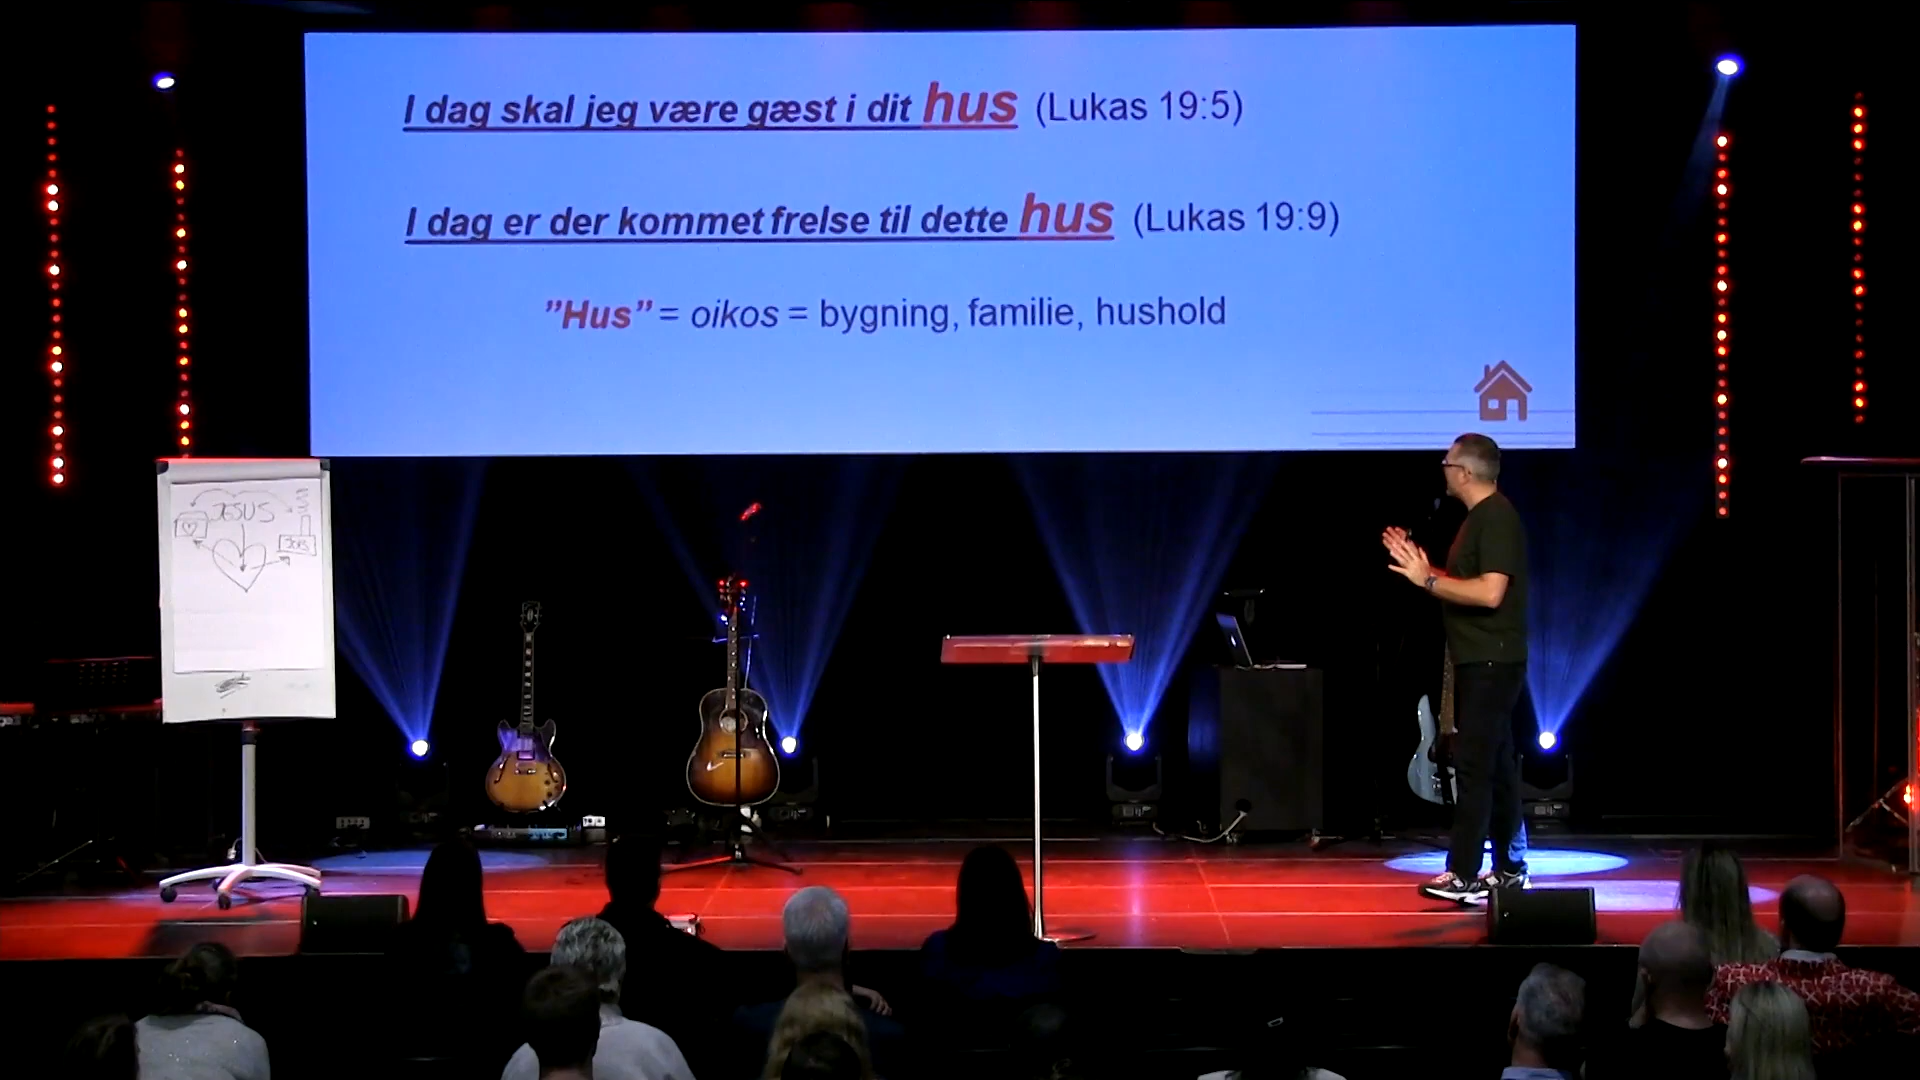 I dag skal jeg være gæst i dit hus (Lukas 19:5)
I dag er der kommet frelse til dette hus (Lukas 19:9)
”Hus” = oikos = bygning, familie, hushold
JESUS
JOB